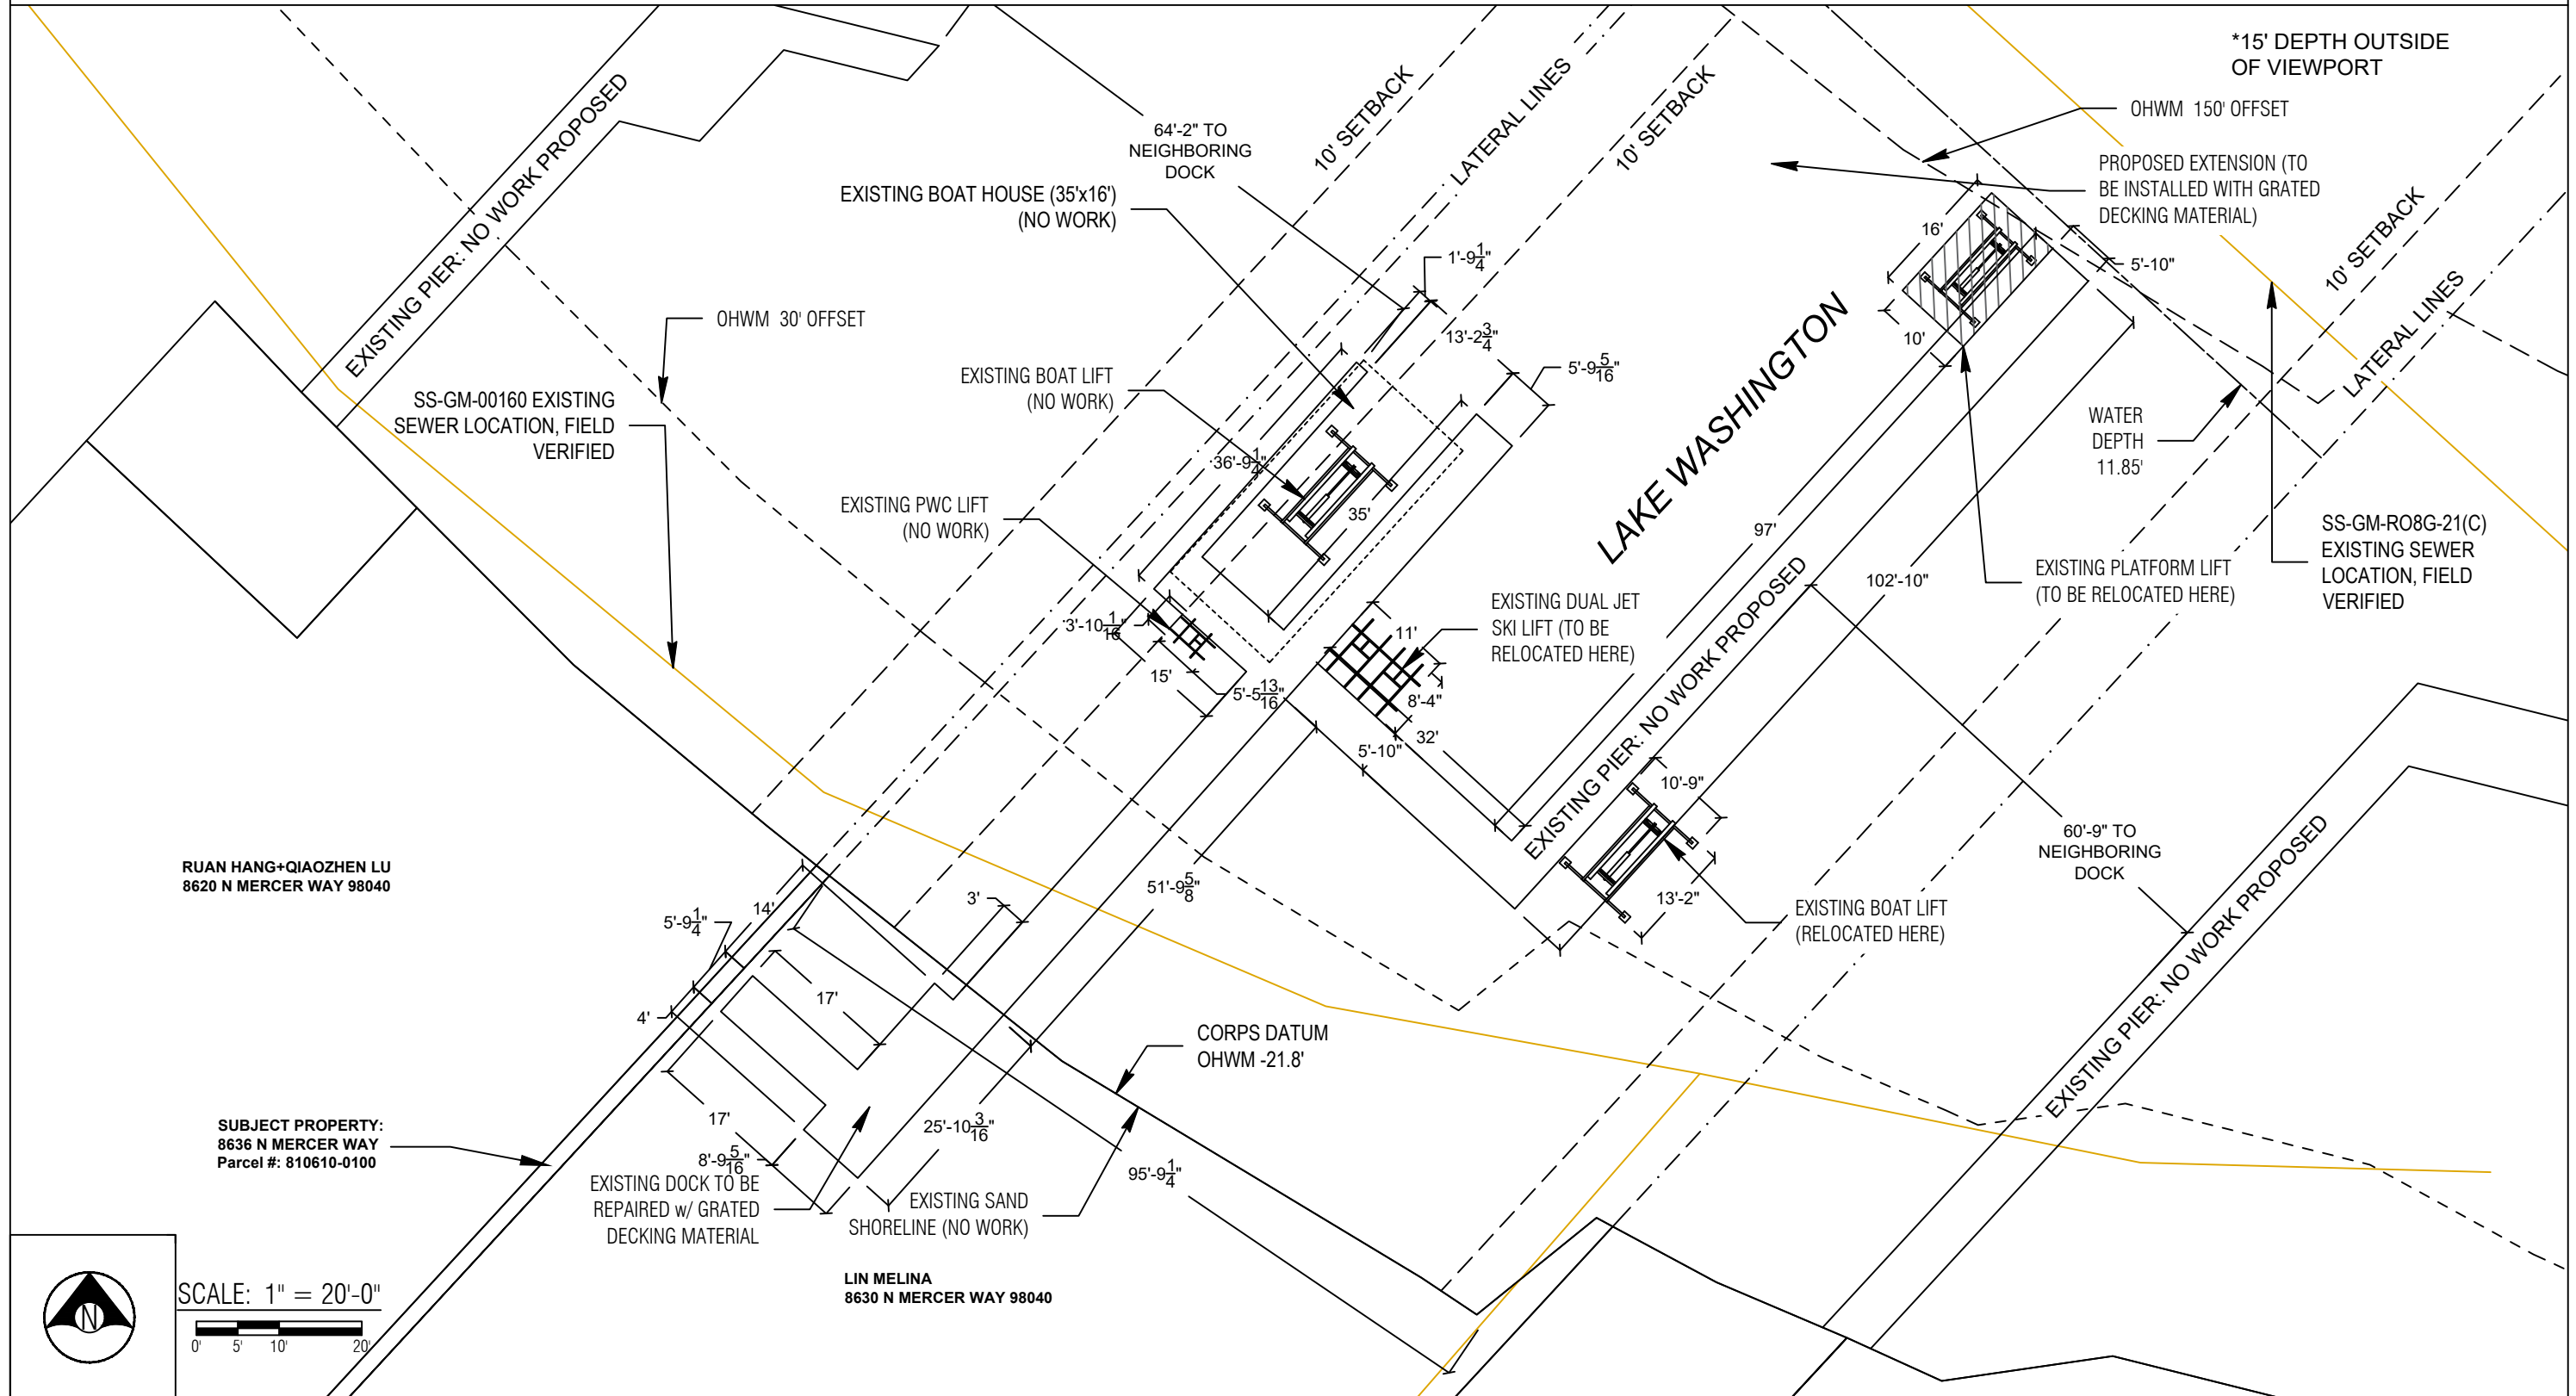 *15' DEPTH OUTSIDE
OF VIEWPORT
OHWM 150' OFFSET
PROPOSED EXTENSION (TO
BE INSTALLED WITH GRATED
DECKING MATERIAL)
10' SETBACK
LATERAL LINES
10' SETBACK
10' SETBACK
LATERAL LINES
EXISTING PIER: NO WORK PROPOSED
64'-2" TO
NEIGHBORING
DOCK
EXISTING BOAT HOUSE (35'x16')
(NO WORK)
OHWM 30' OFFSET
SS-GM-00160 EXISTING
SEWER LOCATION, FIELD
VERIFIED
EXISTING BOAT LIFT
(NO WORK)
EXISTING PWC LIFT
(NO WORK)
1'-9 1/4"
13'-2 3/4"
5'-9 5/16"
36'-9 1/4"
35'
3'-10 1/16"
15'
5'-5 13/16"
16'
10'
5'-10"
LAKE WASHINGTON
WATER
DEPTH
11.85'
SS-GM-RO8G-21(C)
EXISTING SEWER
LOCATION, FIELD
VERIFIED
EXISTING PLATFORM LIFT
(TO BE RELOCATED HERE)
97'
102'-10"
EXISTING DUAL JET
SKI LIFT (TO BE
RELOCATED HERE)
11'
8'-4"
32'
5'-10"
EXISTING PIER: NO WORK PROPOSED
10'-9"
13'-2"
EXISTING BOAT LIFT
(RELOCATED HERE)
60'-9" TO
NEIGHBORING
DOCK
EXISTING PIER: NO WORK PROPOSED
RUAN HANG+QIAOZHEN LU
8620 N MERCER WAY 98040
51'-9 5/8"
3'
14'
5'-9 1/4"
17'
4'
17'
8'-9 5/16"
25'-10 3/16"
95'-9 1/4"
CORPS DATUM
OHWM -21.8'
SUBJECT PROPERTY:
8636 N MERCER WAY
Parcel #: 810610-0100
EXISTING DOCK TO BE
REPAIRED w/ GRATED
DECKING MATERIAL
EXISTING SAND
SHORELINE (NO WORK)
LIN MELINA
8630 N MERCER WAY 98040
N
SCALE: 1" = 20'-0"
0' 5' 10' 20'